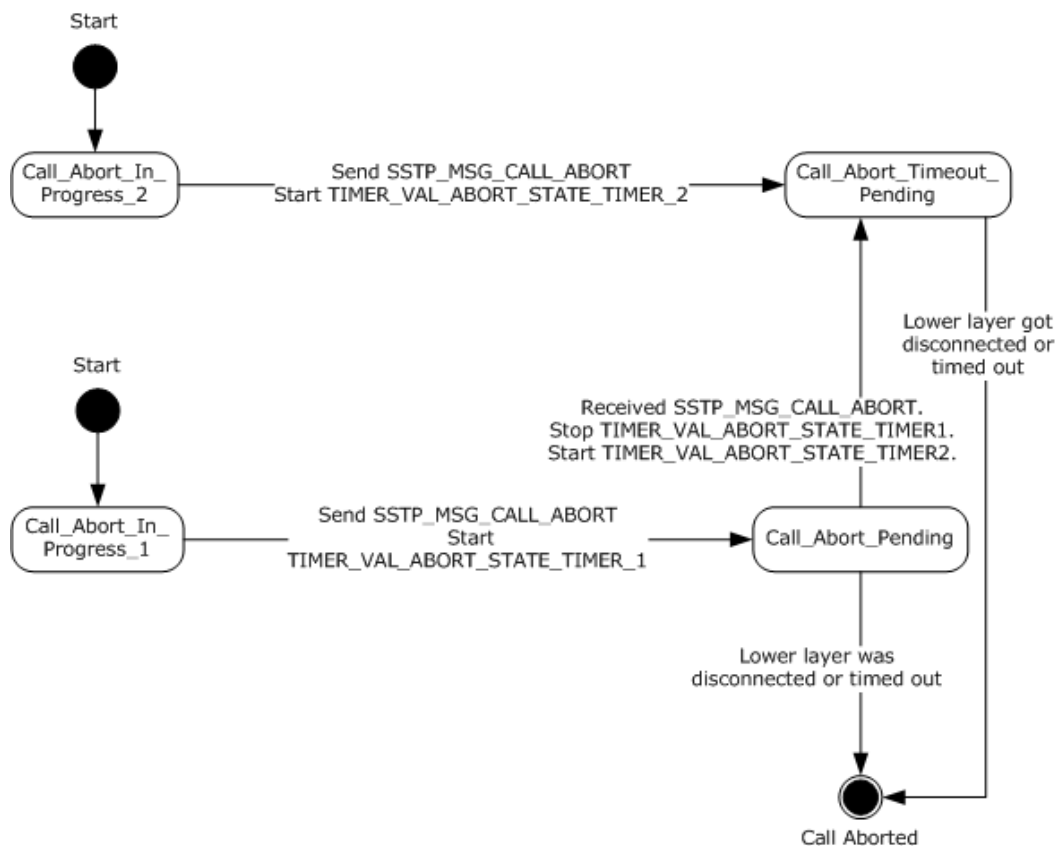 Start
Call_Abort_In_
Progress_2
Send SSTP_MSG_CALL_ABORT
Start TIMER_VAL_ABORT_STATE_TIMER_2
Call_Abort_Timeout_
Pending
Lower layer got
disconnected or
timed out
Start
Received SSTP_MSG_CALL_ABORT.
Stop TIMER_VAL_ABORT_STATE_TIMER1.
Start TIMER_VAL_ABORT_STATE_TIMER2.
Call_Abort_In_
Progress_1
Send SSTP_MSG_CALL_ABORT
Start
TIMER_VAL_ABORT_STATE_TIMER_1
Call_Abort_Pending
Lower layer was
disconnected or timed out
Call Aborted